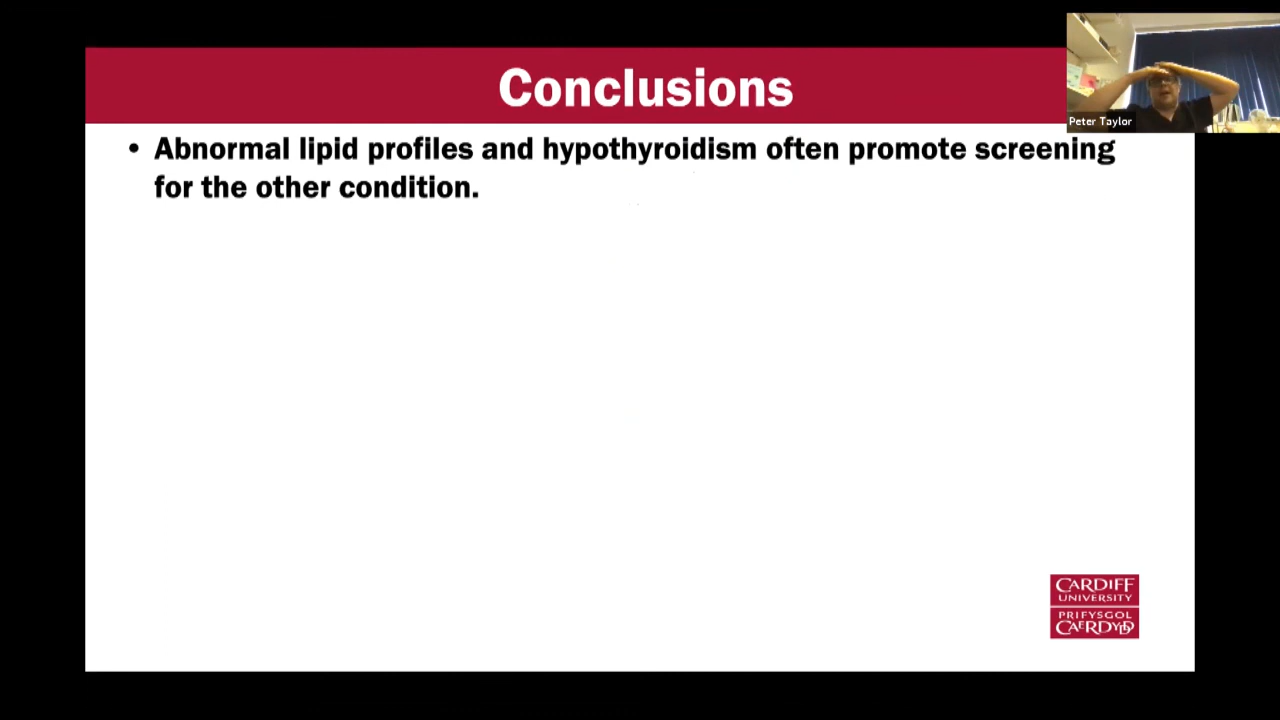 Conclusions
Peter Taylor
• Abnormal lipid profiles and hypothyroidism often promote screening
for the other condition.
CARDIFF
UNIVERSITY
PRIFYSGOL
CAERDYDD